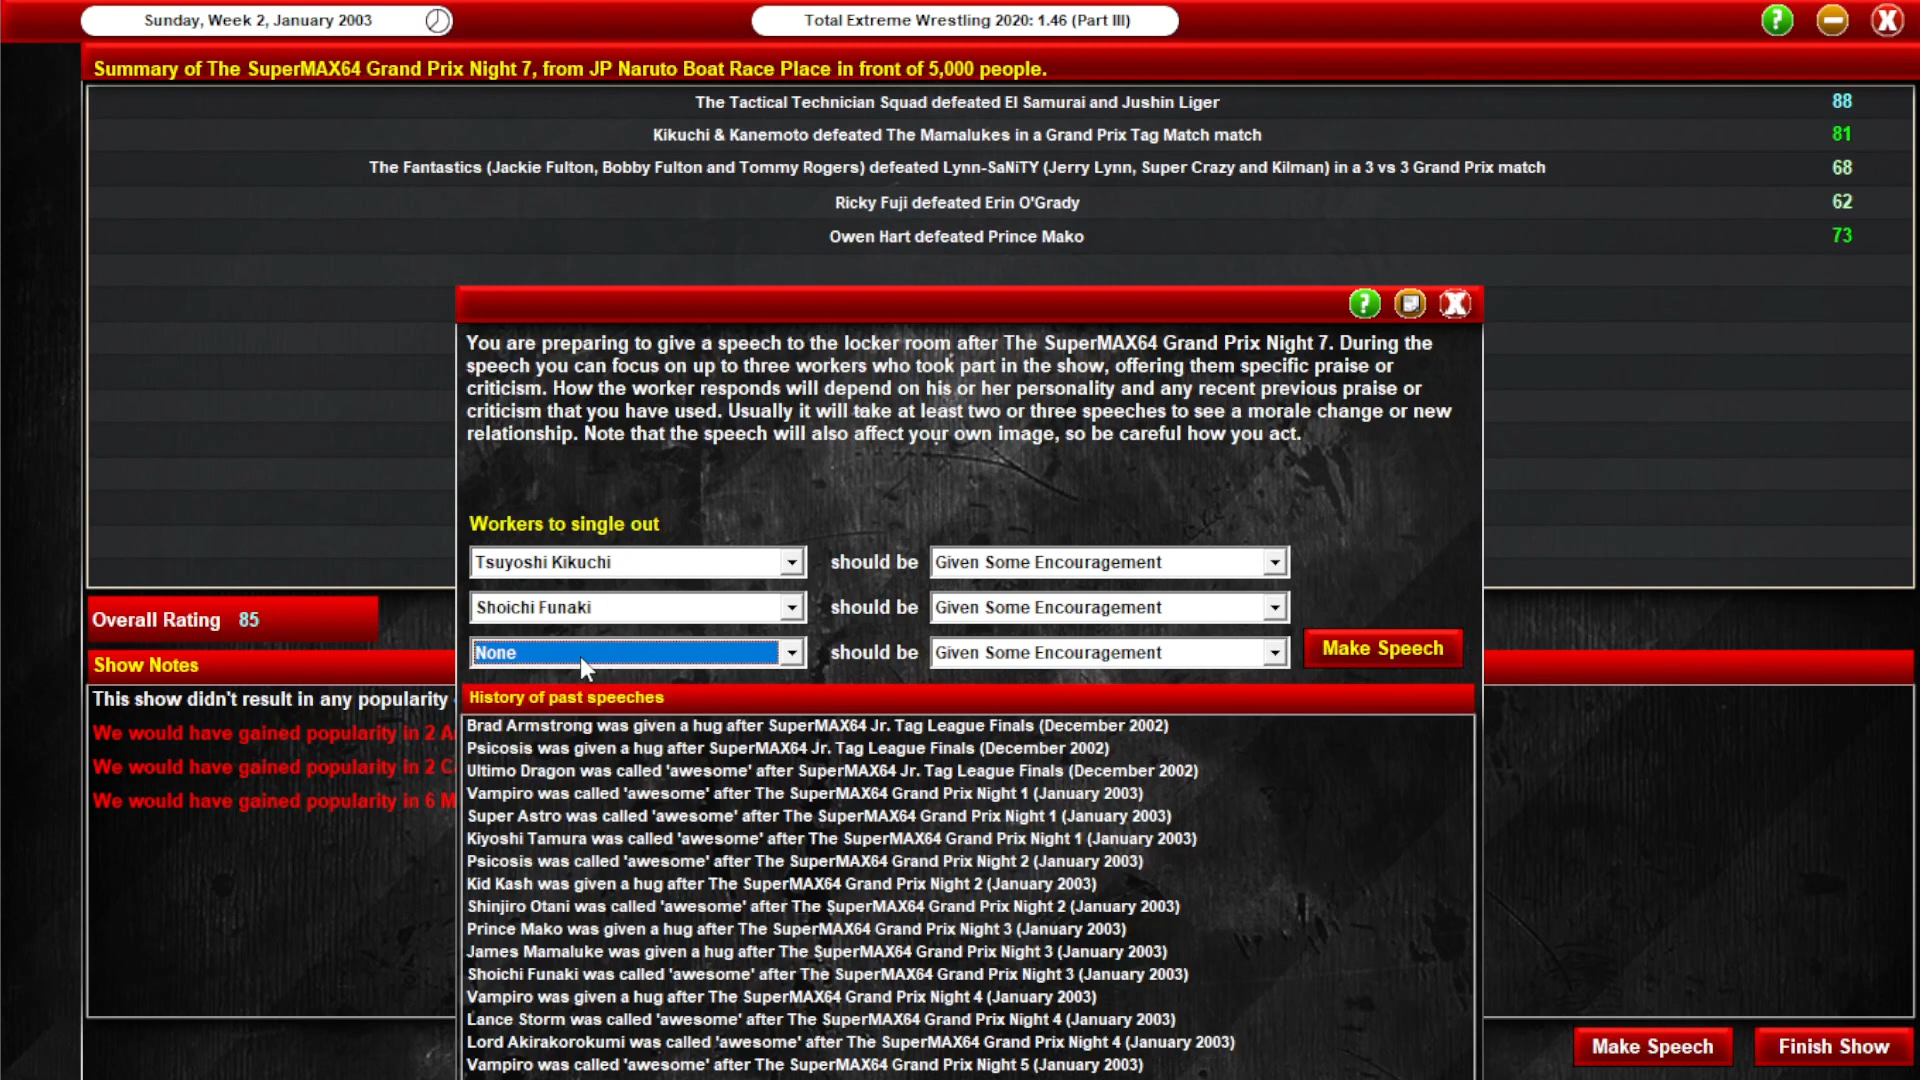 Sunday, Week 2, January 2003
Total Extreme Wrestling 2020: 1.46 (Part III)
Summary of The SuperMAX64 Grand Prix Night 7, from JP Naruto Boat Race Place in front of 5,000 people.
The Tactical Technician Squad defeated El Samurai and Jushin Liger 88
Kikuchi & Kanemoto defeated The Mamalukes in a Grand Prix Tag Match match 81
The Fantastics (Jackie Fulton, Bobby Fulton and Tommy Rogers) defeated Lynn-SaNiTY (Jerry Lynn, Super Crazy and Kilman) in a 3 vs 3 Grand Prix match 68
Ricky Fuji defeated Erin O'Grady 62
Owen Hart defeated Prince Mako 73
You are preparing to give a speech to the locker room after The SuperMAX64 Grand Prix Night 7. During the
speech you can focus on up to three workers who took part in the show, offering them specific praise or
criticism. How the worker responds will depend on his or her personality and any recent previous praise or
criticism that you have used. Usually it will take at least two or three speeches to see a morale change or new
relationship. Note that the speech will also affect your own image, so be careful how you act.
Workers to single out
Tsuyoshi Kikuchi should be Given Some Encouragement
Shoichi Funaki should be Given Some Encouragement
None should be Given Some Encouragement
Make Speech
History of past speeches
Brad Armstrong was given a hug after SuperMAX64 Jr. Tag League Finals (December 2002)
Psicosis was given a hug after SuperMAX64 Jr. Tag League Finals (December 2002)
Ultimo Dragon was called 'awesome' after SuperMAX64 Jr. Tag League Finals (December 2002)
Vampiro was called 'awesome' after The SuperMAX64 Grand Prix Night 1 (January 2003)
Super Astro was called 'awesome' after The SuperMAX64 Grand Prix Night 1 (January 2003)
Kiyoshi Tamura was called 'awesome' after The SuperMAX64 Grand Prix Night 1 (January 2003)
Psicosis was called 'awesome' after The SuperMAX64 Grand Prix Night 2 (January 2003)
Kid Kash was given a hug after The SuperMAX64 Grand Prix Night 2 (January 2003)
Shinjiro Otani was called 'awesome' after The SuperMAX64 Grand Prix Night 2 (January 2003)
Prince Mako was given a hug after The SuperMAX64 Grand Prix Night 3 (January 2003)
James Mamaluke was given a hug after The SuperMAX64 Grand Prix Night 3 (January 2003)
Shoichi Funaki was called 'awesome' after The SuperMAX64 Grand Prix Night 3 (January 2003)
Vampiro was given a hug after The SuperMAX64 Grand Prix Night 4 (January 2003)
Lance Storm was called 'awesome' after The SuperMAX64 Grand Prix Night 4 (January 2003)
Lord Akirakorokumi was called 'awesome' after The SuperMAX64 Grand Prix Night 4 (January 2003)
Vampiro was called 'awesome' after The SuperMAX64 Grand Prix Night 5 (January 2003)
Overall Rating 85
Show Notes
This show didn't result in any popularity
We would have gained popularity in 2 A
We would have gained popularity in 2 C
We would have gained popularity in 6 M
Make Speech
Finish Show